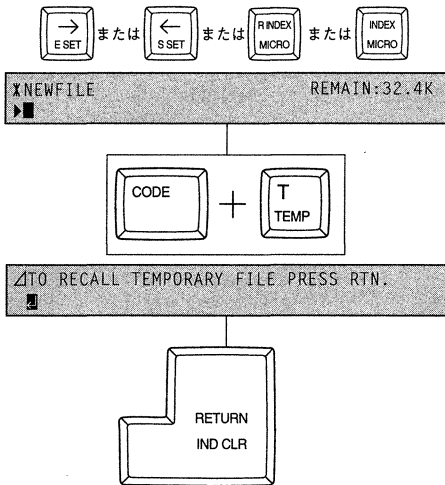 → E SET または ← S SET または R INDEX MICRO または INDEX MICRO
XNEWFILE REMAIN:32.4K
CODE + T TEMP
⊿TO RECALL TEMPORARY FILE PRESS RTN.
RETURN
IND CLR